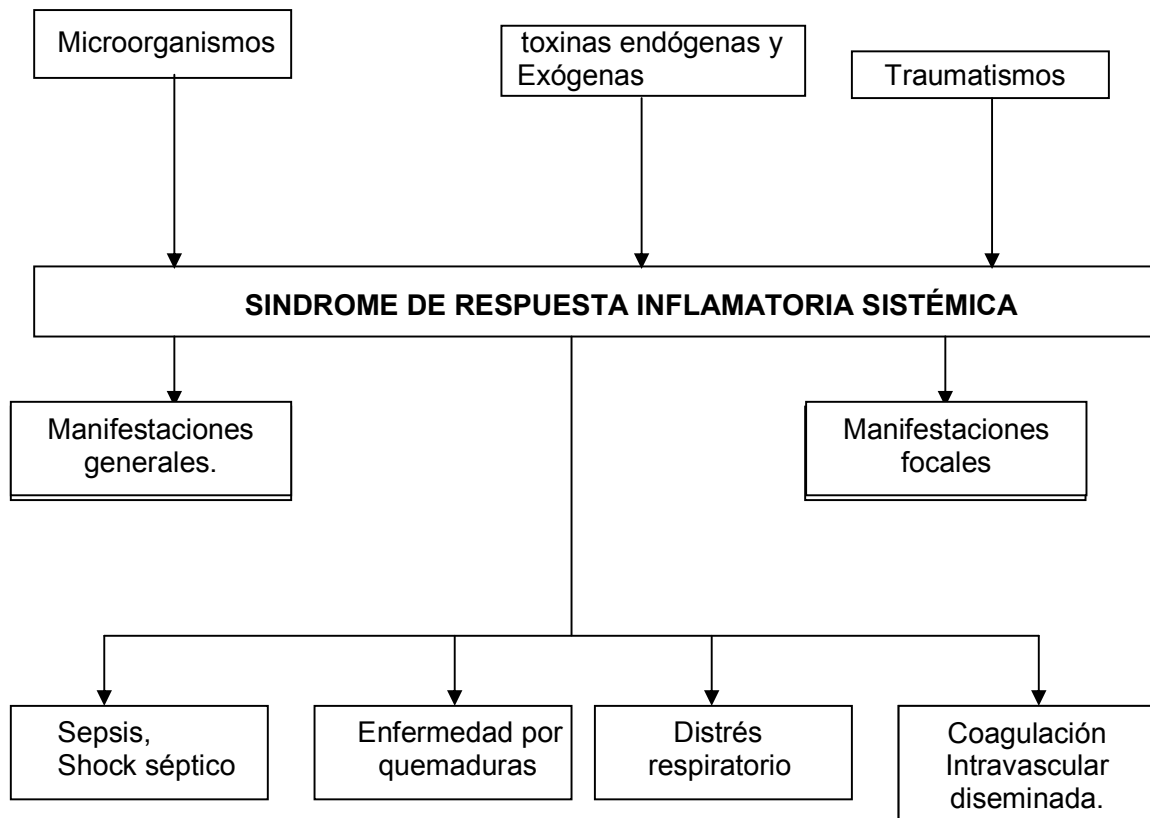 Microorganismos
toxinas endógenas y
Exógenas
Traumatismos
SINDROME DE RESPUESTA INFLAMATORIA SISTÉMICA
Manifestaciones
generales.
Manifestaciones
focales
Sepsis,
Shock séptico
Enfermedad por
quemaduras
Distrés
respiratorio
Coagulación
Intravascular
diseminada.